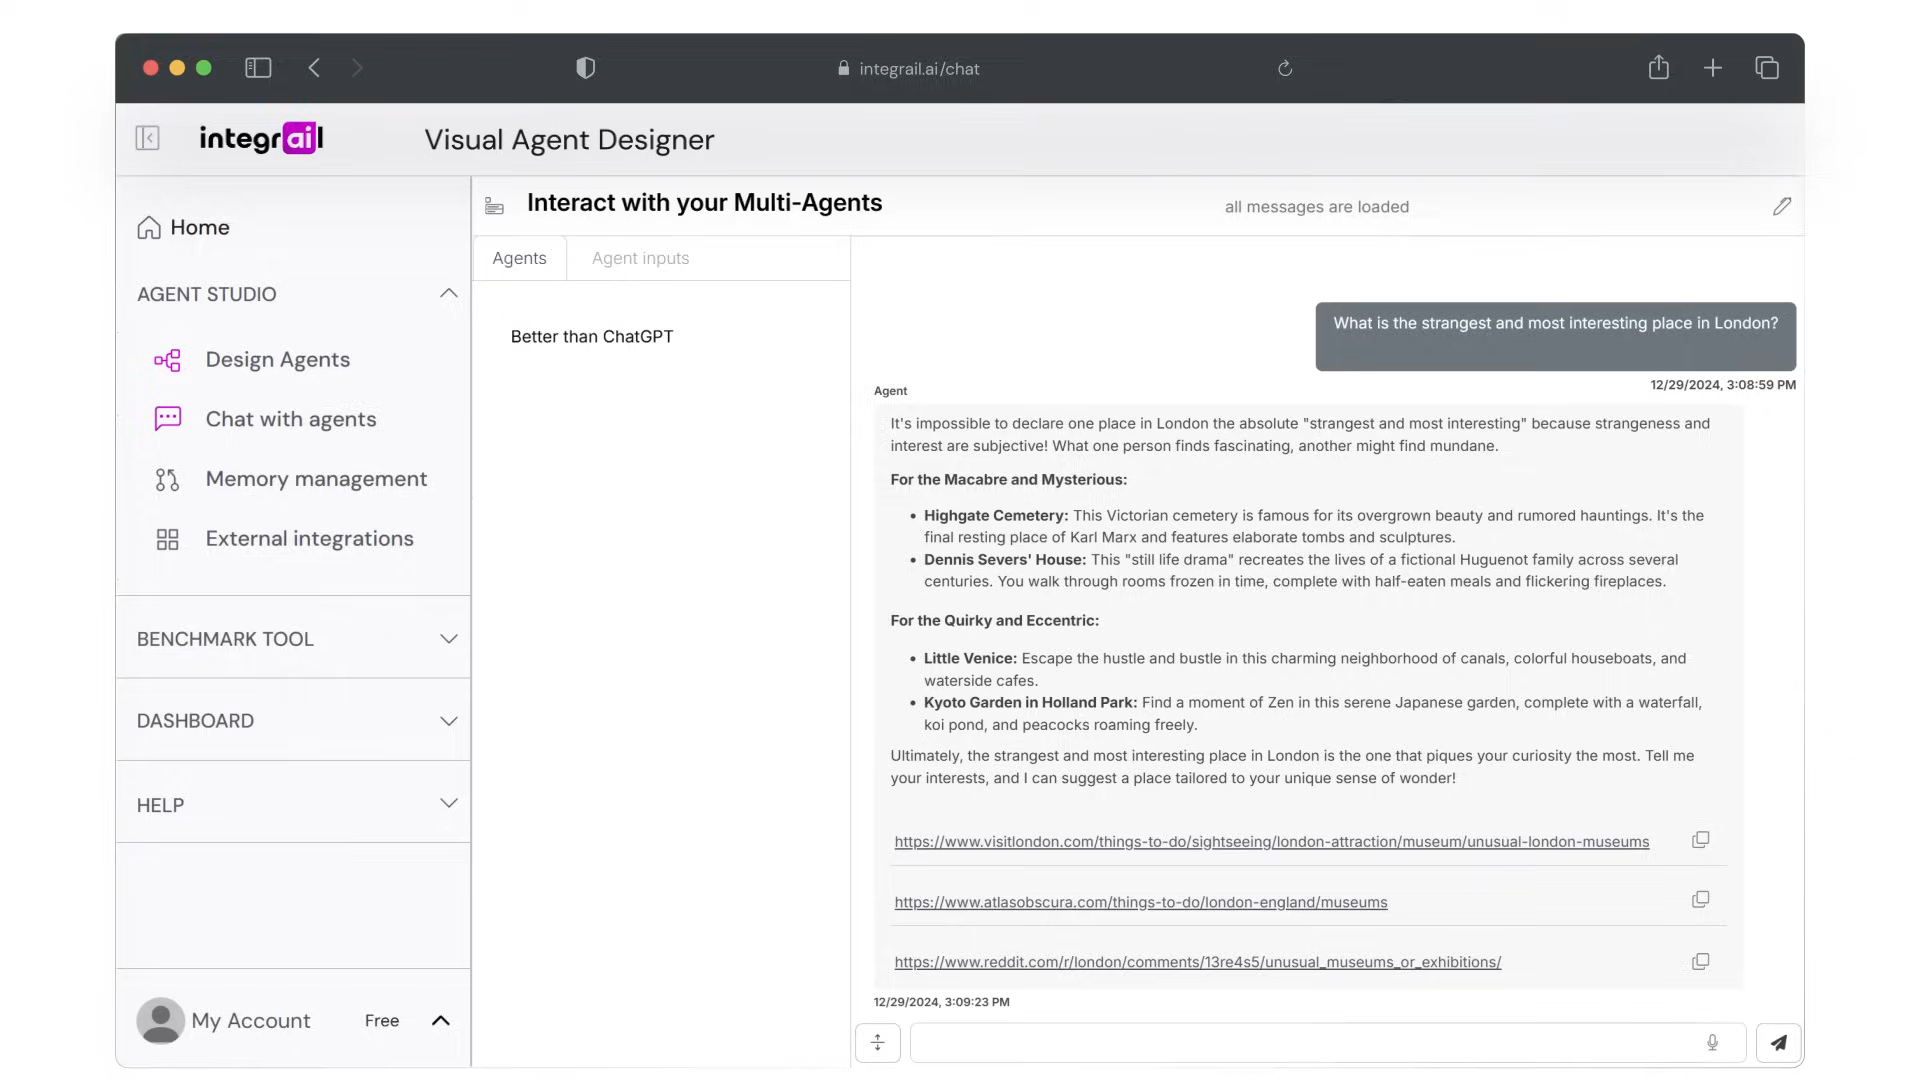 integrail.ai/chat
integrail
Visual Agent Designer
Home
AGENT STUDIO
Design Agents
Chat with agents
Memory management
External integrations
BENCHMARK TOOL
DASHBOARD
HELP
My Account
Free
Interact with your Multi-Agents
all messages are loaded
Agents
Agent inputs
Better than ChatGPT
What is the strangest and most interesting place in London?
12/29/2024, 3:08:59 PM
Agent
It's impossible to declare one place in London the absolute "strangest and most interesting" because strangeness and
interest are subjective! What one person finds fascinating, another might find mundane.
For the Macabre and Mysterious:
• Highgate Cemetery: This Victorian cemetery is famous for its overgrown beauty and rumored hauntings. It's the
final resting place of Karl Marx and features elaborate tombs and sculptures.
• Dennis Severs' House: This "still life drama" recreates the lives of a fictional Huguenot family across several
centuries. You walk through rooms frozen in time, complete with half-eaten meals and flickering fireplaces.
For the Quirky and Eccentric:
• Little Venice: Escape the hustle and bustle in this charming neighborhood of canals, colorful houseboats, and
waterside cafes.
• Kyoto Garden in Holland Park: Find a moment of Zen in this serene Japanese garden, complete with a waterfall,
koi pond, and peacocks roaming freely.
Ultimately, the strangest and most interesting place in London is the one that piques your curiosity the most. Tell me
your interests, and I can suggest a place tailored to your unique sense of wonder!
https://www.visitlondon.com/things-to-do/sightseeing/london-attraction/museum/unusual-london-museums
https://www.atlasobscura.com/things-to-do/london-england/museums
https://www.reddit.com/r/london/comments/13re4s5/unusual_museums_or_exhibitions/
12/29/2024, 3:09:23 PM